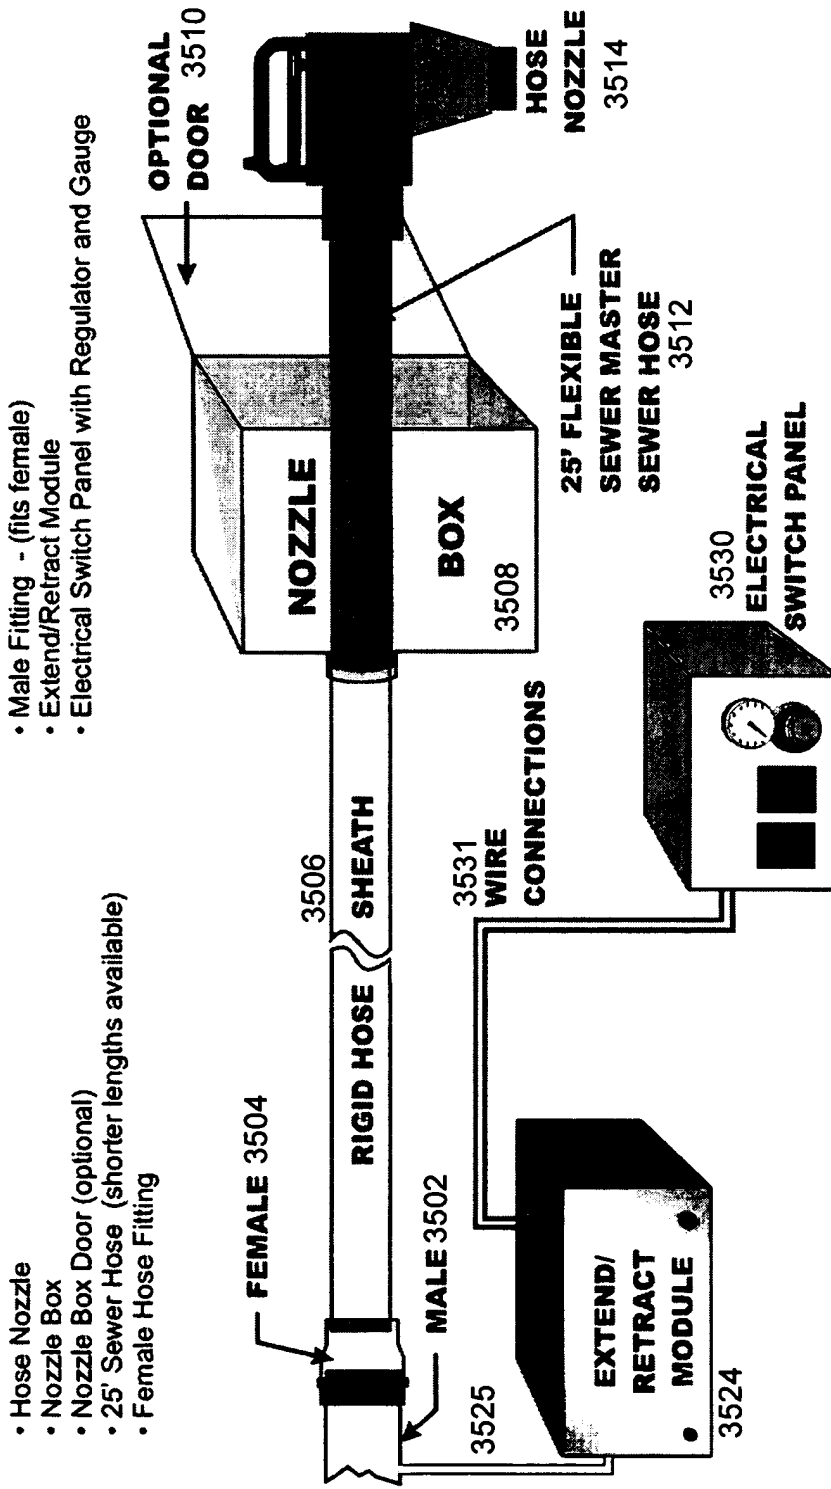 • Hose Nozzle
• Nozzle Box
• Nozzle Box Door (optional)
• 25' Sewer Hose (shorter lengths available)
• Female Hose Fitting
• Male Fitting - (fits female)
• Extend/Retract Module
• Electrical Switch Panel with Regulator and Gauge
OPTIONAL
DOOR 3510
FEMALE 3504
3506
RIGID HOSE SHEATH
NOZZLE
BOX
3508
HOSE
NOZZLE
3514
MALE 3502
3525
3531
WIRE
CONNECTIONS
25' FLEXIBLE
SEWER MASTER
SEWER HOSE
3512
EXTEND/
RETRACT
MODULE
3524
3530
ELECTRICAL
SWITCH PANEL